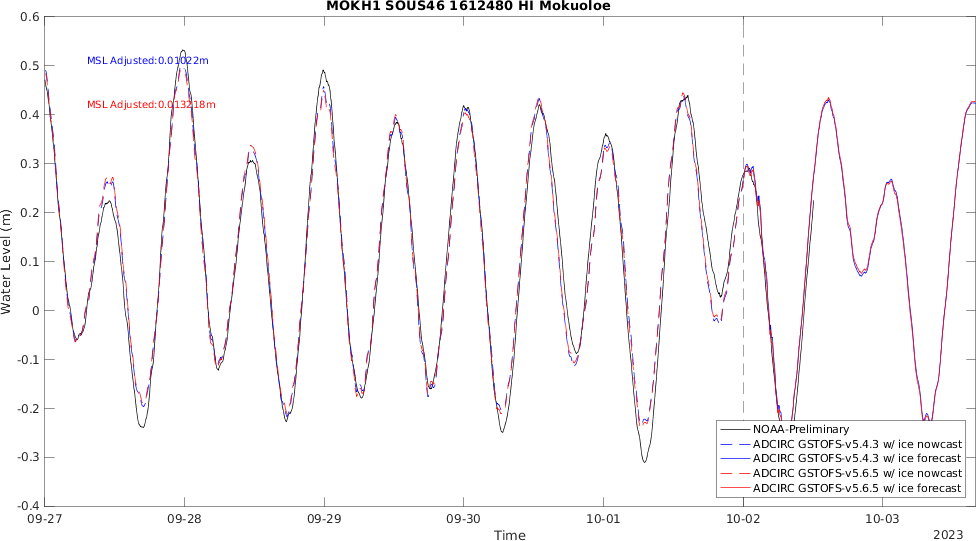 MOKH1 SOUS46 1612480 HI Mokuoloe
0.6
0.5
0.4
0.3
0.2
0.1
0
-0.1
-0.2
-0.3
-0.4
Water Level (m)
MSL Adjusted:0.01022m
MSL Adjusted:0.013218m
NOAA-Preliminary
ADCIRC GSTOFS-v5.4.3 w/ ice nowcast
ADCIRC GSTOFS-v5.4.3 w/ ice forecast
ADCIRC GSTOFS-v5.6.5 w/ ice nowcast
ADCIRC GSTOFS-v5.6.5 w/ ice forecast
09-27 09-28 09-29 09-30 10-01 10-02 10-03
Time
2023